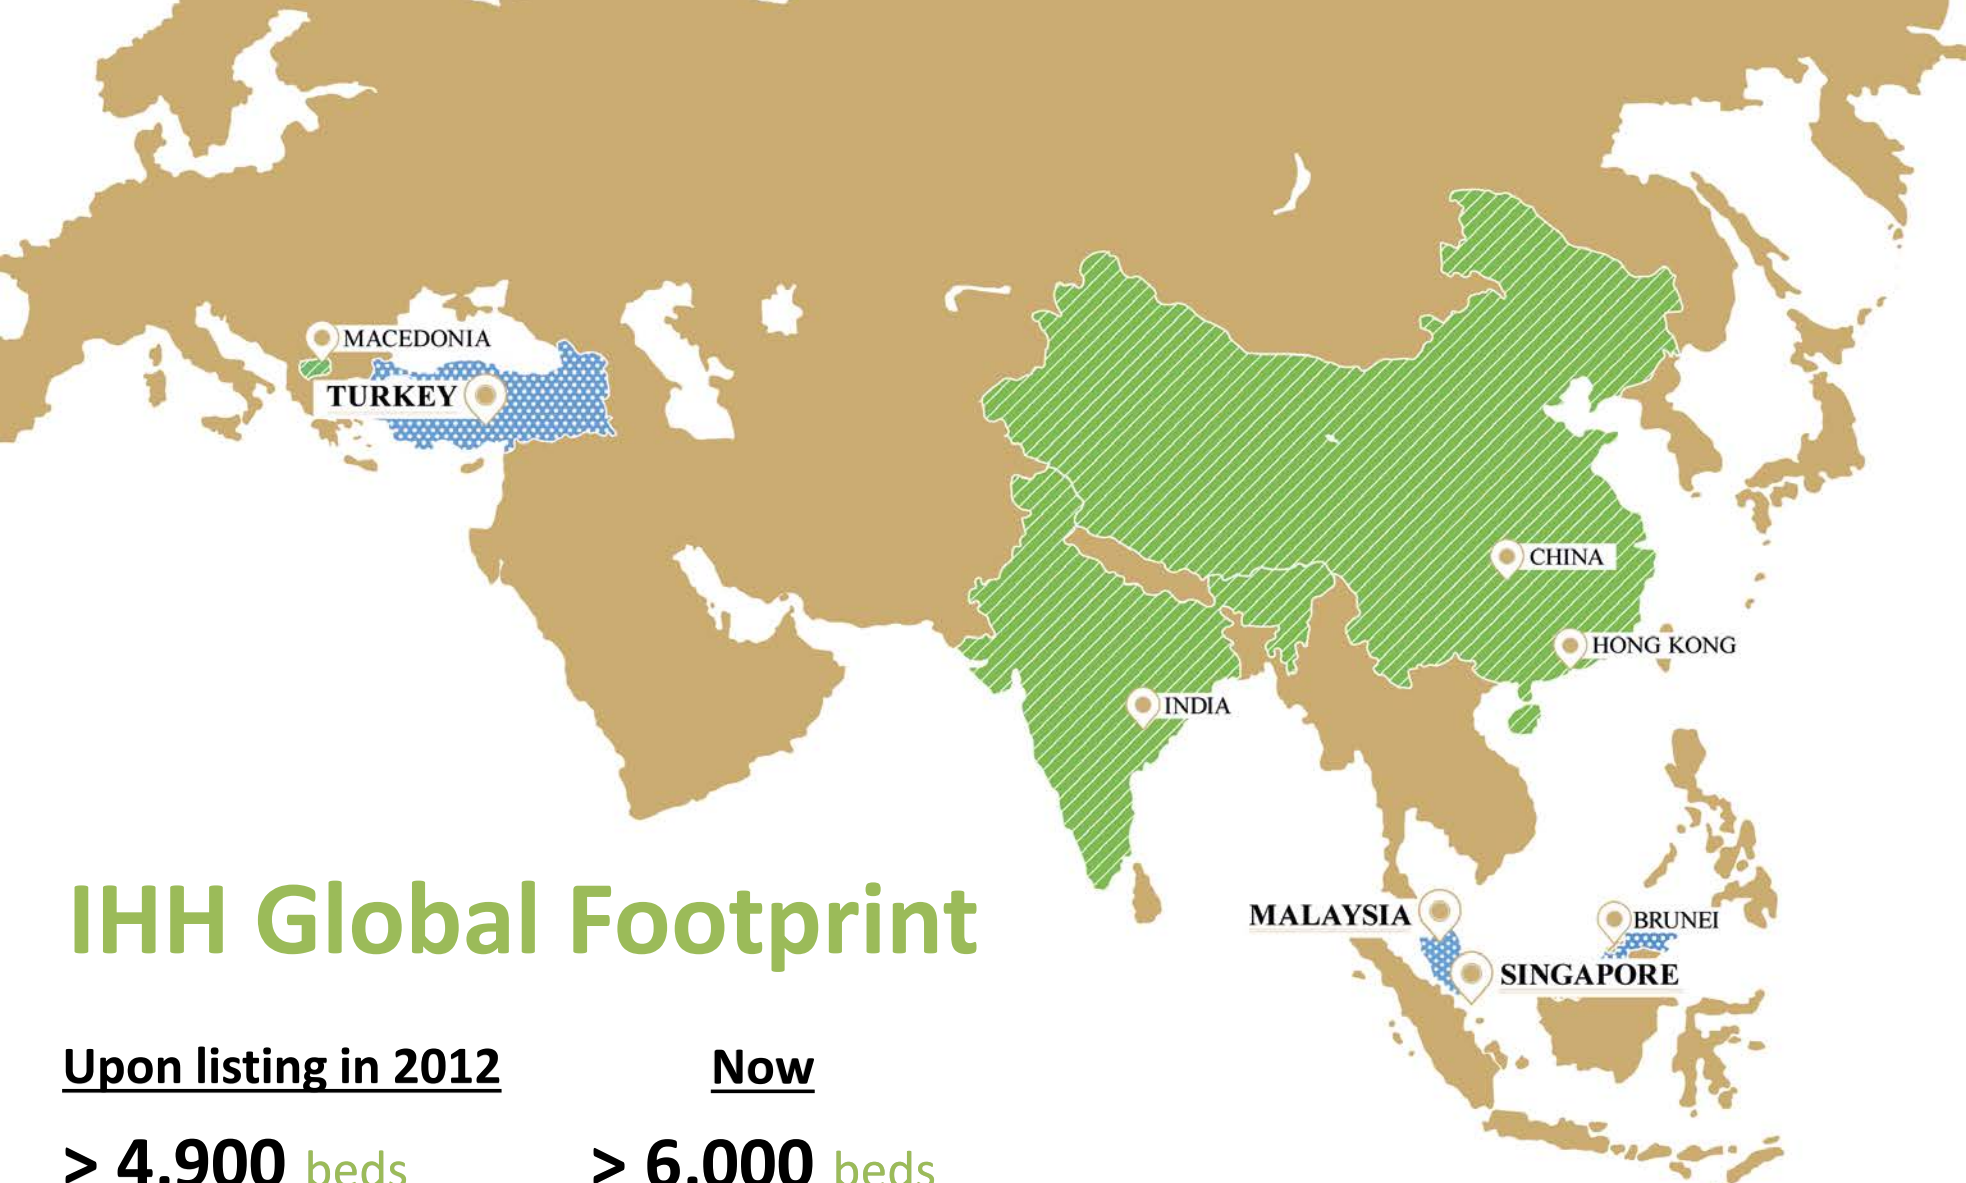 MACEDONIA
TURKEY
CHINA
HONG KONG
INDIA
MALAYSIA
BRUNEI
SINGAPORE
IHH Global Footprint
Upon listing in 2012
Now
> 4,900 beds
> 6,000 beds